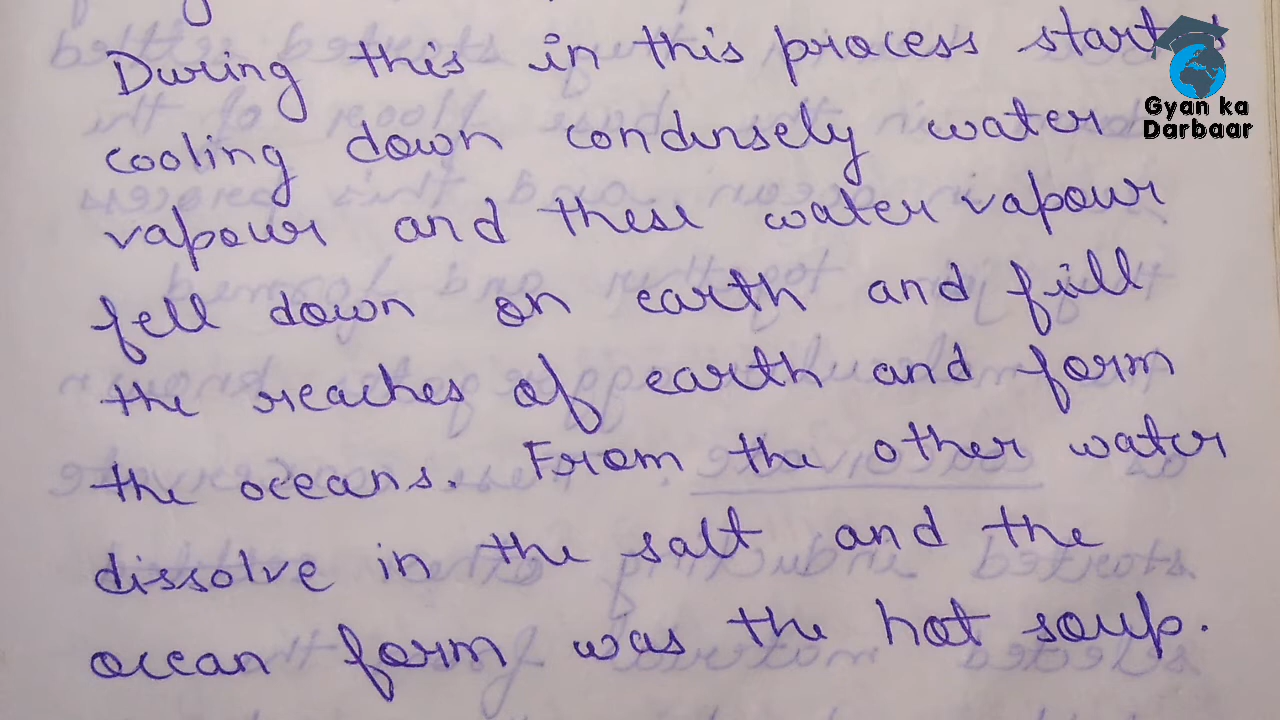 During this in this process starts
cooling down condensely water
vapour and these water vapour
fell down on earth and fill
the reaches of earth and form
the oceans. From the other water
dissolve in the salt and the
ocean form was the hot soup.
Gyan ka
Darbaar